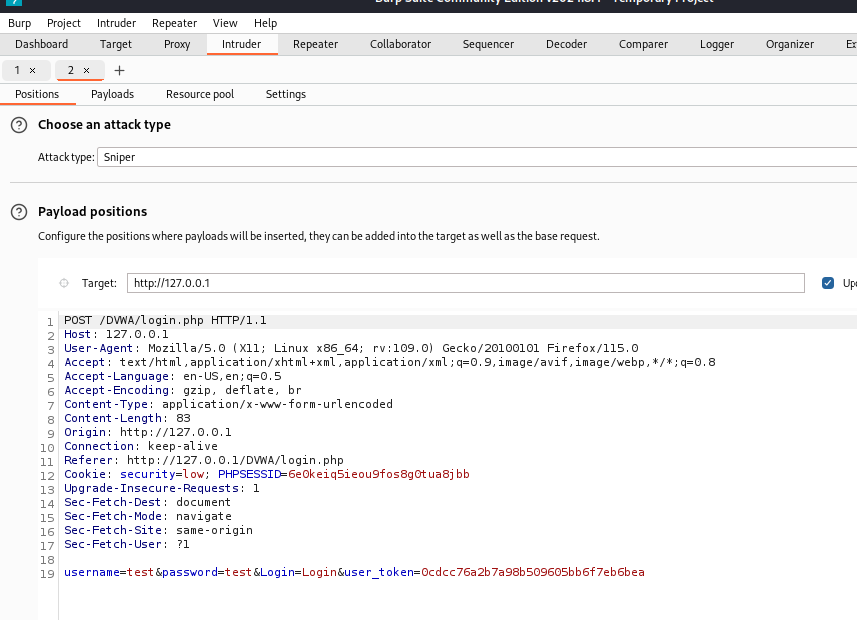 Burp Project Intruder Repeater View Help
Dashboard Target Proxy Intruder Repeater Collaborator Sequencer Decoder Comparer Logger Organizer
1 × 2 × +
Positions Payloads Resource pool Settings
? Choose an attack type
Attack type: Sniper
? Payload positions
Configure the positions where payloads will be inserted, they can be added into the target as well as the base request.
Target: http://127.0.0.1
1 POST /DVWA/login.php HTTP/1.1
2 Host: 127.0.0.1
3 User-Agent: Mozilla/5.0 (X11; Linux x86_64; rv:109.0) Gecko/20100101 Firefox/115.0
4 Accept: text/html,application/xhtml+xml,application/xml;q=0.9,image/avif,image/webp,*/*;q=0.8
5 Accept-Language: en-US,en;q=0.5
6 Accept-Encoding: gzip, deflate, br
7 Content-Type: application/x-www-form-urlencoded
8 Content-Length: 83
9 Origin: http://127.0.0.1
10 Connection: keep-alive
11 Referer: http://127.0.0.1/DVWA/login.php
12 Cookie: security=low; PHPSESSID=6e0keiq5ieou9fos8g0tua8jbb
13 Upgrade-Insecure-Requests: 1
14 Sec-Fetch-Dest: document
15 Sec-Fetch-Mode: navigate
16 Sec-Fetch-Site: same-origin
17 Sec-Fetch-User: ?1
18
19 username=test&password=test&Login=Login&user_token=0cdcc76a2b7a98b509605bb6f7eb6bea